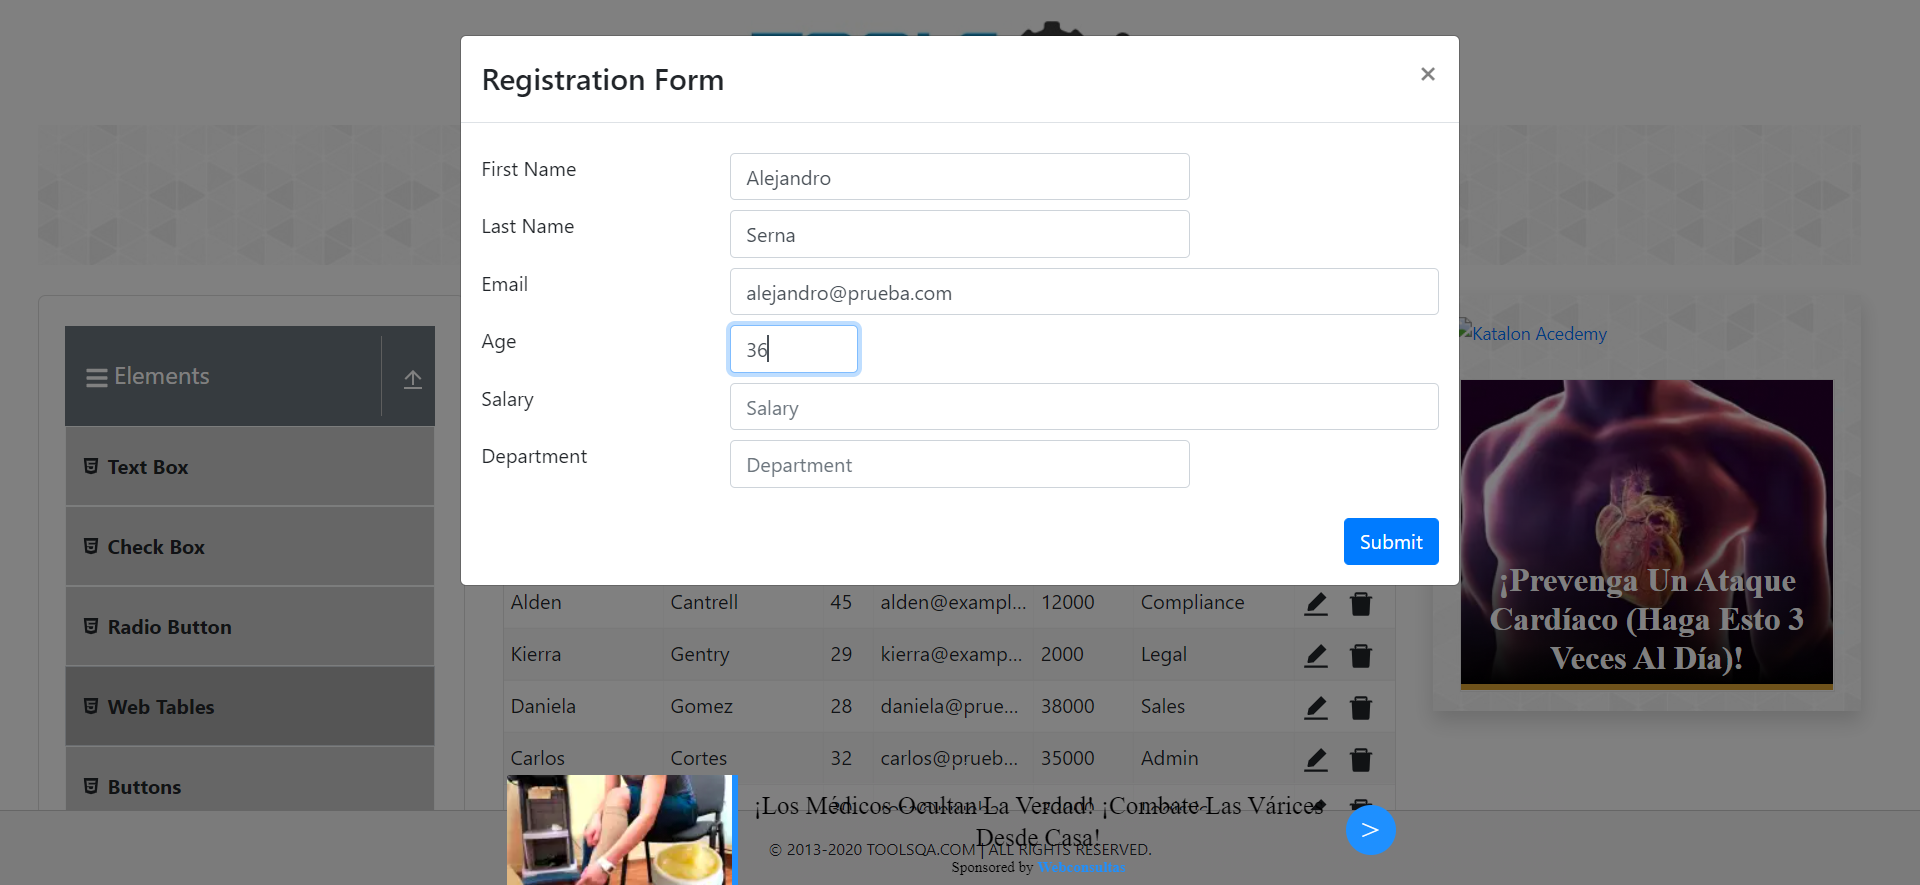 Registration Form
×
First Name
Alejandro
Last Name
Serna
Email
alejandro@prueba.com
Age
36
Salary
Salary
Department
Department
Submit
Elements
Text Box
Check Box
Radio Button
Web Tables
Buttons
Alden Cantrell 45 alden@exampl... 12000 Compliance
Kierra Gentry 29 kierra@examp... 2000 Legal
Daniela Gomez 28 daniela@prue... 38000 Sales
Carlos Cortes 32 carlos@prueb... 35000 Admin
Katalon Acedemy
¡Prevenga Un Ataque
Cardíaco (Haga Esto 3
Veces Al Día)!
¡Los Médicos Ocultan La Verdad! ¡Combate Las Várices
Desde Casa!
>
© 2013-2020 TOOLSQA.COM | ALL RIGHTS RESERVED.
Sponsored by